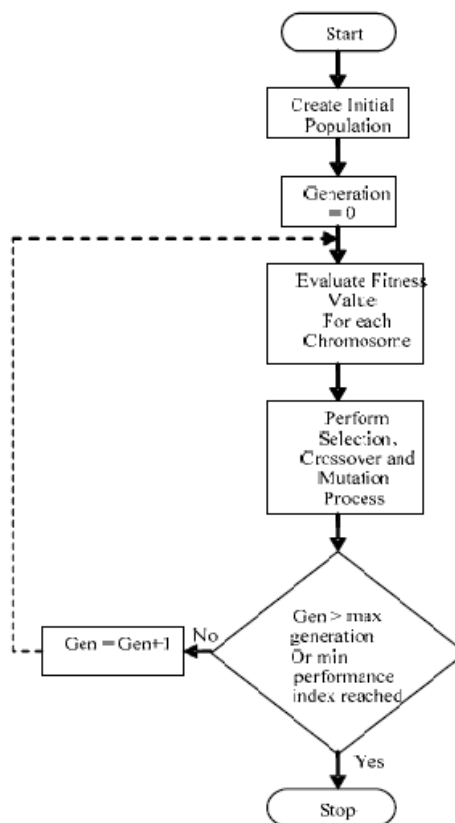 Start
Create Initial
Population
Generation
= 0
Evaluate Fitness
Value
For each
Chromosome
Perform
Selection,
Crossover and
Mutation
Process
Gen > max
generation
Or min
performance
index reached
No
Gen = Gen+1
Yes
Stop